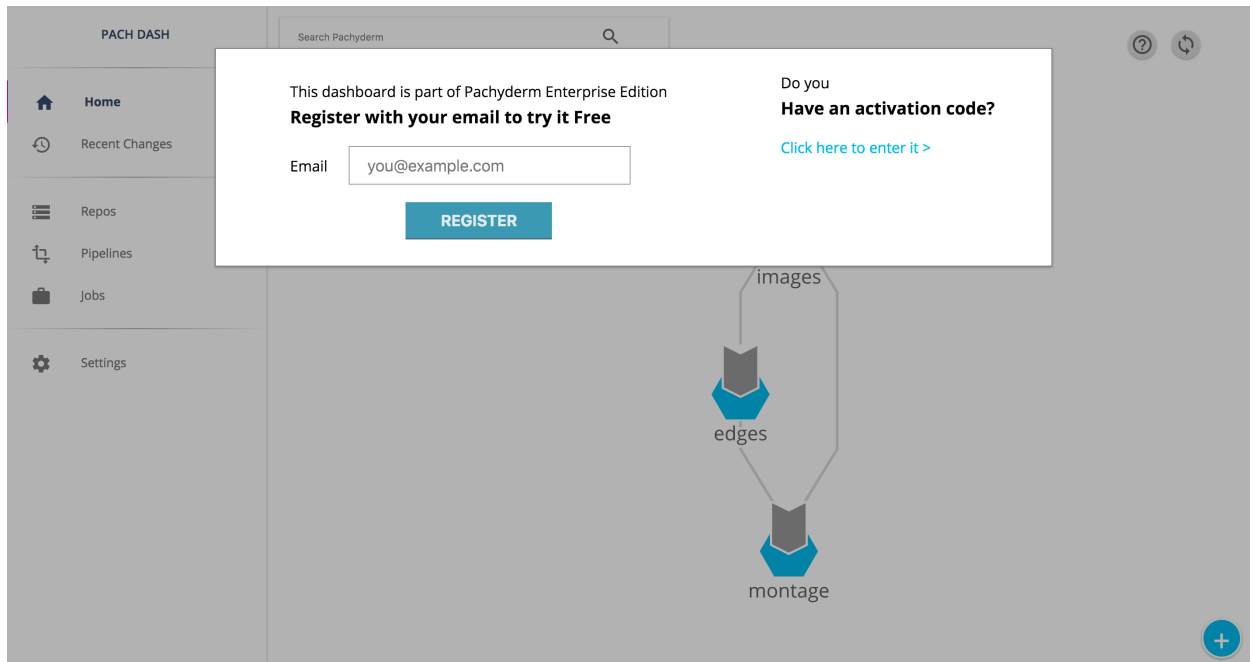 PACH DASH
Search Pachyderm
Home
Recent Changes
Repos
Pipelines
Jobs
Settings
This dashboard is part of Pachyderm Enterprise Edition
Register with your email to try it Free
Email
you@example.com
REGISTER
Do you
Have an activation code?
Click here to enter it >
images
edges
montage